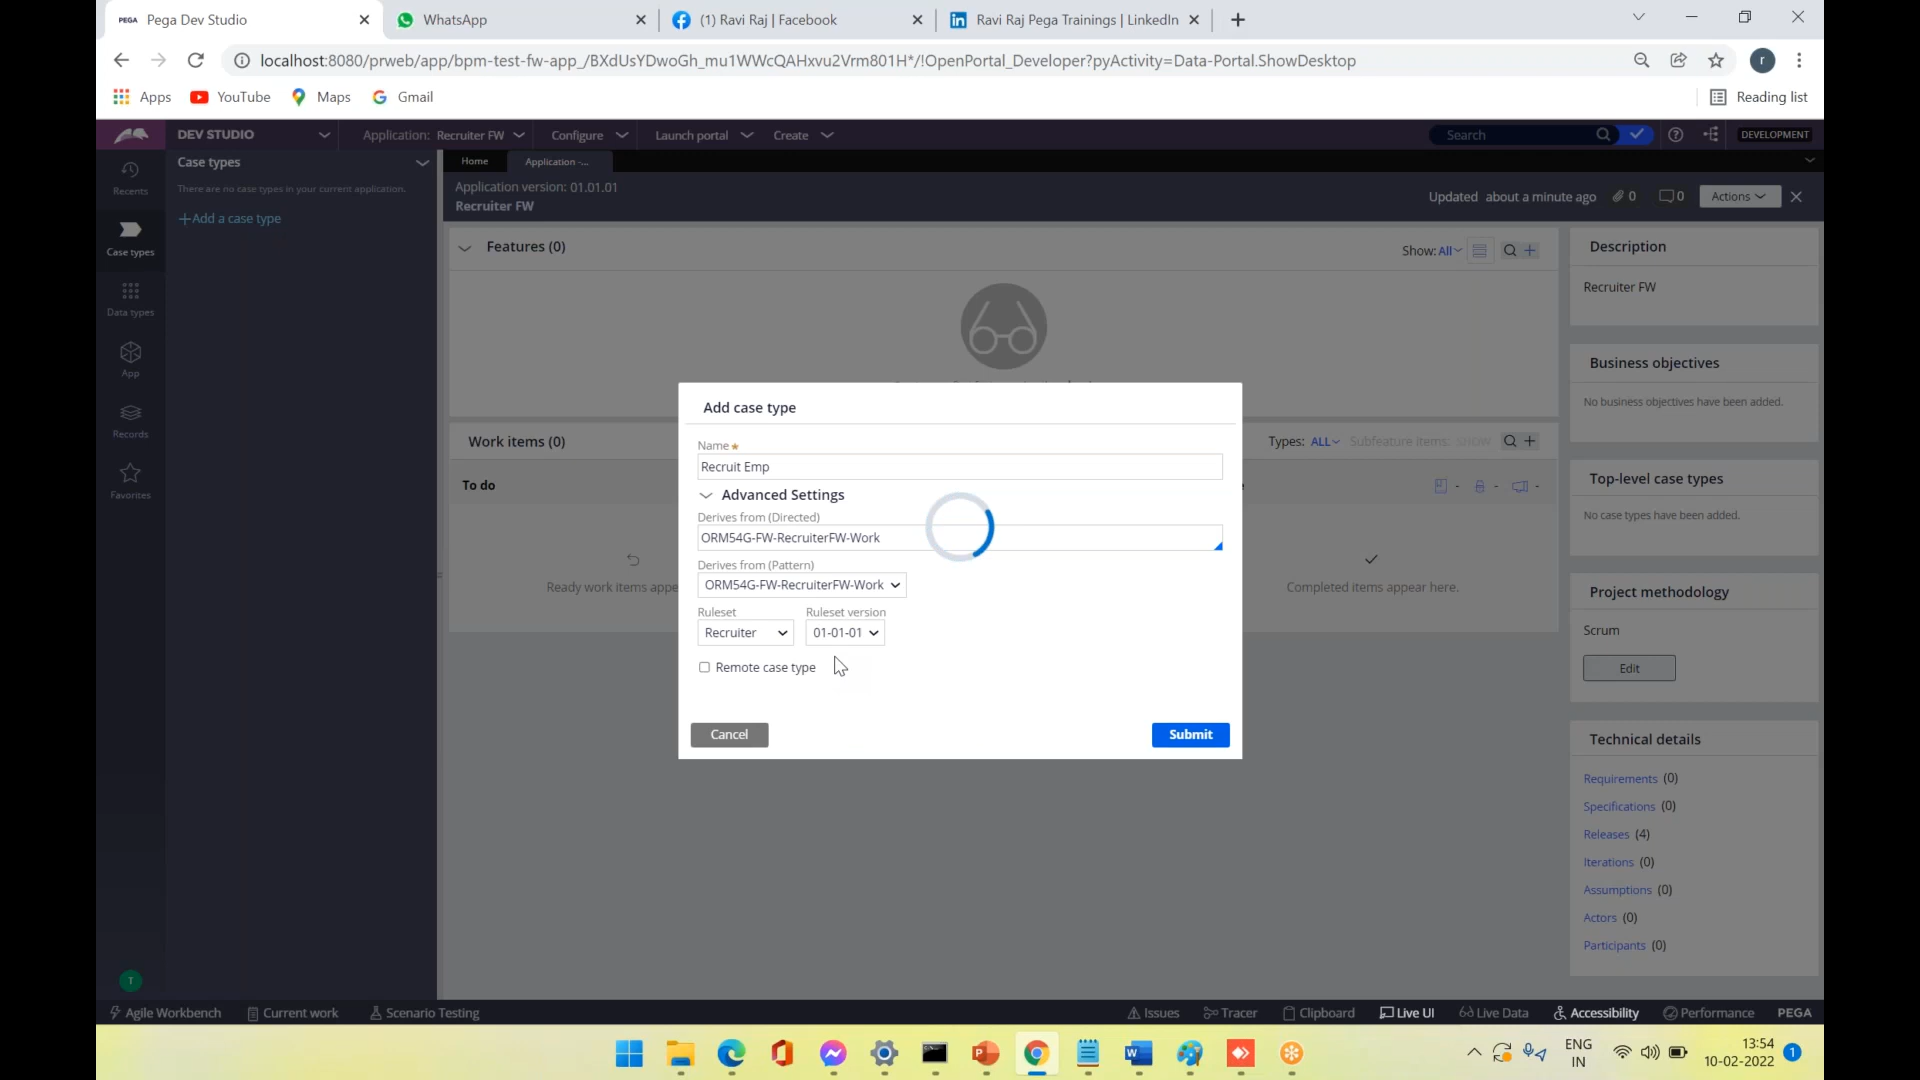 PEGA Pega Dev Studio
WhatsApp
(1) Ravi Raj | Facebook
Ravi Raj Pega Trainings | LinkedIn
localhost:8080/prweb/app/bpm-test-fw-app_/BXdUsYDwoGh_mu1WWcQAHxvu2Vrm801H*/!OpenPortal_Developer?pyActivity=Data-Portal.ShowDesktop
r
Apps
YouTube
Maps
Gmail
Reading list
DEV STUDIO
Application: Recruiter FW
Configure
Launch portal
Create
Search
DEVELOPMENT
Recents
Case types
Data types
App
Records
Favorites
T
Case types
There are no case types in your current application.
+Add a case type
Home
Application -...
Application version: 01.01.01
Recruiter FW
Updated about a minute ago
0
0
Actions
Features (0)
Show: All
Work items (0)
Types: ALL
Subfeature items: SHOW
To do
Ready work items appe
Completed items appear here.
Add case type
Name★
Recruit Emp
Advanced Settings
Derives from (Directed)
ORM54G-FW-RecruiterFW-Work
Derives from (Pattern)
ORM54G-FW-RecruiterFW-Work
Ruleset
Ruleset version
Recruiter
01-01-01
Remote case type
Cancel
Submit
Description
Recruiter FW
Business objectives
No business objectives have been added.
Top-level case types
No case types have been added.
Project methodology
Scrum
Edit
Technical details
Requirements (0)
Specifications (0)
Releases (4)
Iterations (0)
Assumptions (0)
Actors (0)
Participants (0)
Agile Workbench
Current work
Scenario Testing
Issues
Tracer
Clipboard
Live UI
Live Data
Accessibility
Performance
PEGA
ENG
IN
13:54
10-02-2022
1